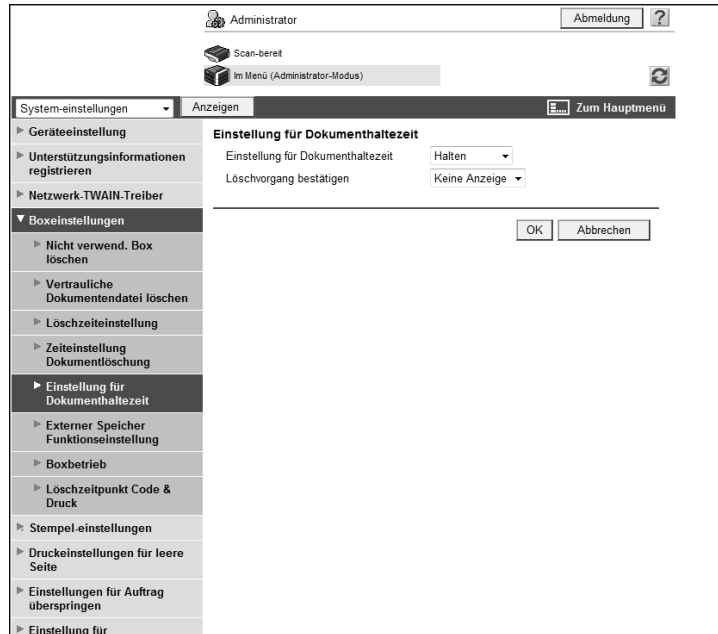 Administrator
Abmeldung
?
Scan-bereit
Im Menü (Administrator-Modus)
System-einstellungen
Anzeigen
Zum Hauptmenü
Geräteeinstellung
Unterstützungsinformationen
registrieren
Netzwerk-TWAIN-Treiber
Boxeinstellungen
Nicht verwend. Box
löschen
Vertrauliche
Dokumentendatei löschen
Löschzeiteinstellung
Zeiteinstellung
Dokumentlöschung
Einstellung für
Dokumenthaltezeit
Externer Speicher
Funktionseinstellung
Boxbetrieb
Löschzeitpunkt Code &
Druck
Stempel-einstellungen
Druckeinstellungen für leere
Seite
Einstellungen für Auftrag
überspringen
Einstellung für
Einstellung für Dokumenthaltezeit
Einstellung für Dokumenthaltezeit Halten
Löschvorgang bestätigen Keine Anzeige
OK Abbrechen